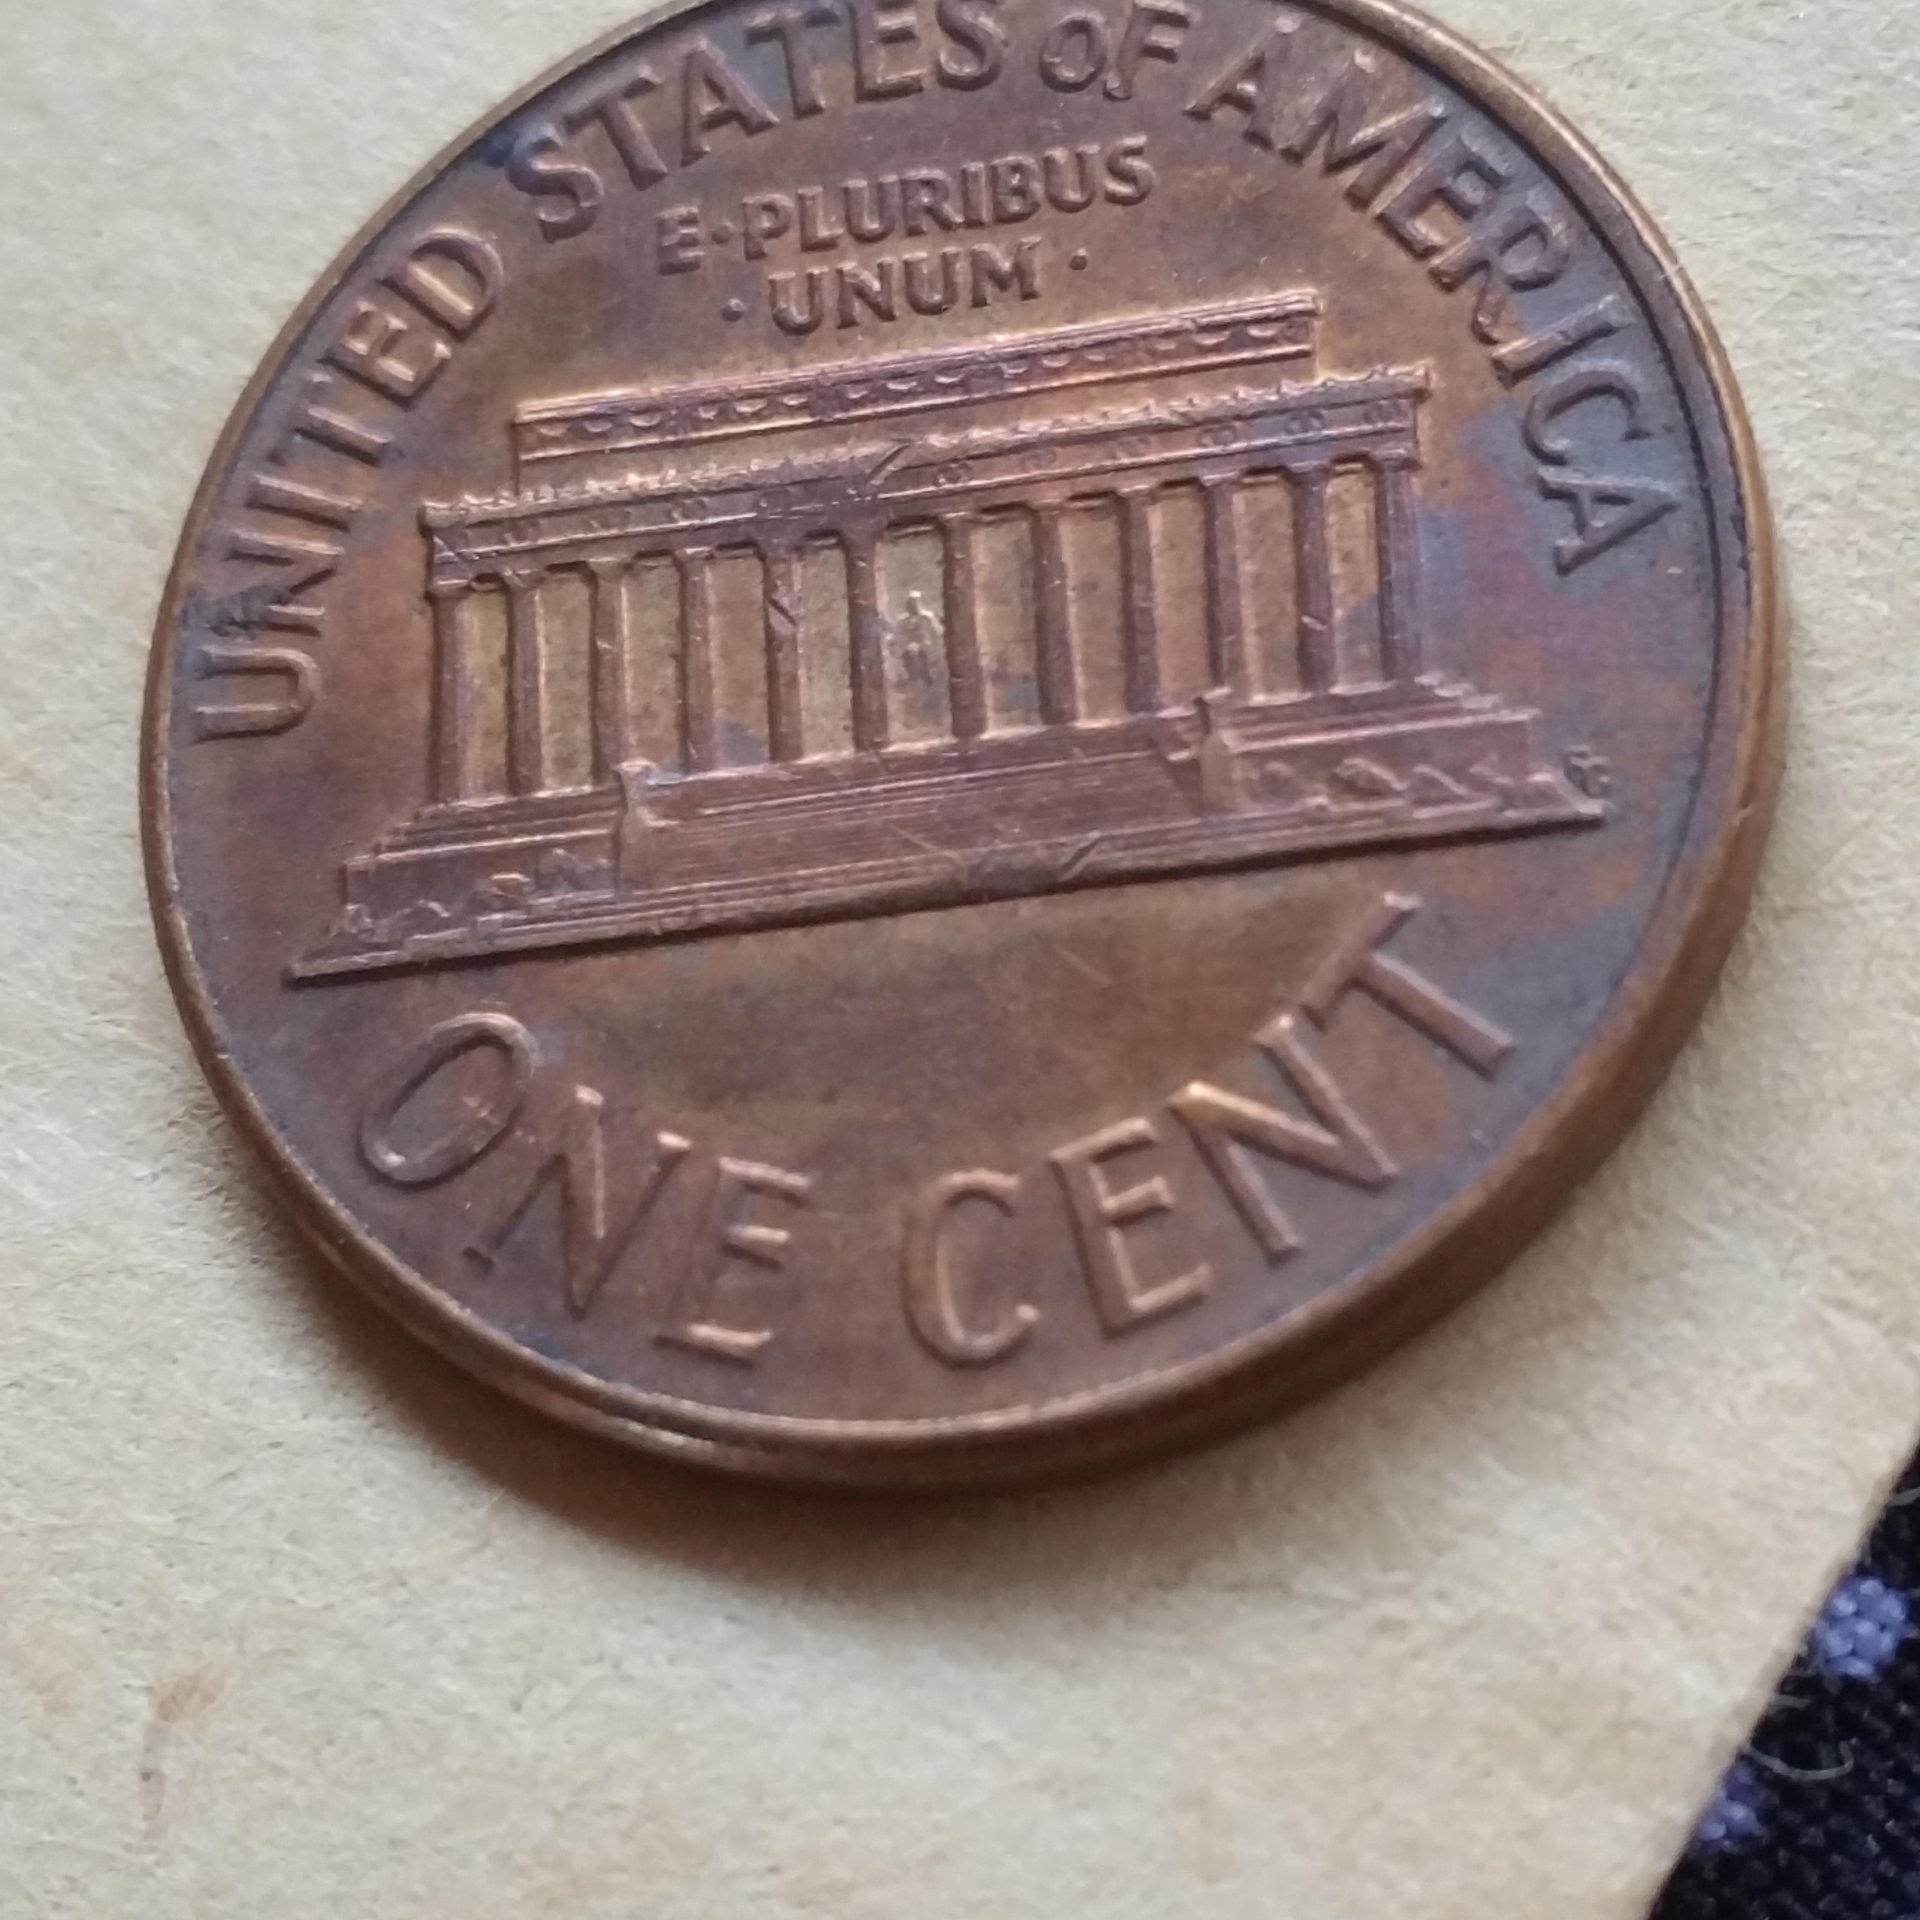 UNITED STATES OF AMERICA
E·PLURIBUS
·UNUM·
ONE CENT